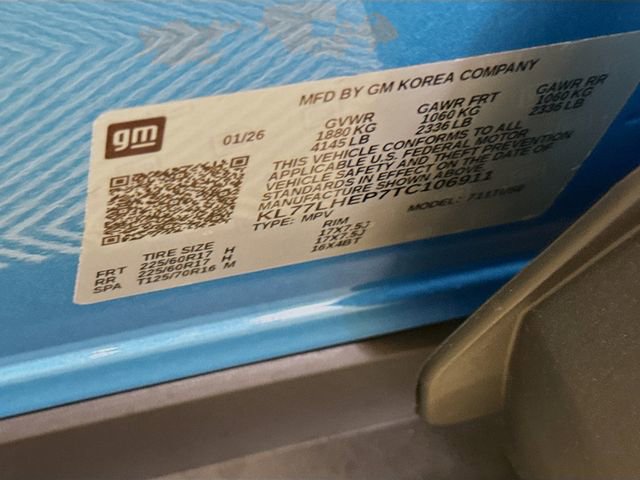 MFD BY GM KOREA COMPANY
gm 01/26
GVWR GAWR FRT GAWR RR
1880 KG 1060 KG 1060 KG
4145 LB 2336 LB 2336 LB
THIS VEHICLE CONFORMS TO ALL
APPLICABLE U.S. FEDERAL MOTOR
VEHICLE SAFETY AND THEFT PREVENTION
STANDARDS IN EFFECT ON THE DATE OF
MANUFACTURE SHOWN ABOVE
KL77LHEP7TC106911
TYPE: MPV MODEL:
TIRE SIZE RIM
FRT 225/60R17 H 17X7.5J
RR 225/60R17 H 17X7.5J
SPA T125/70R16 M 16X4BT